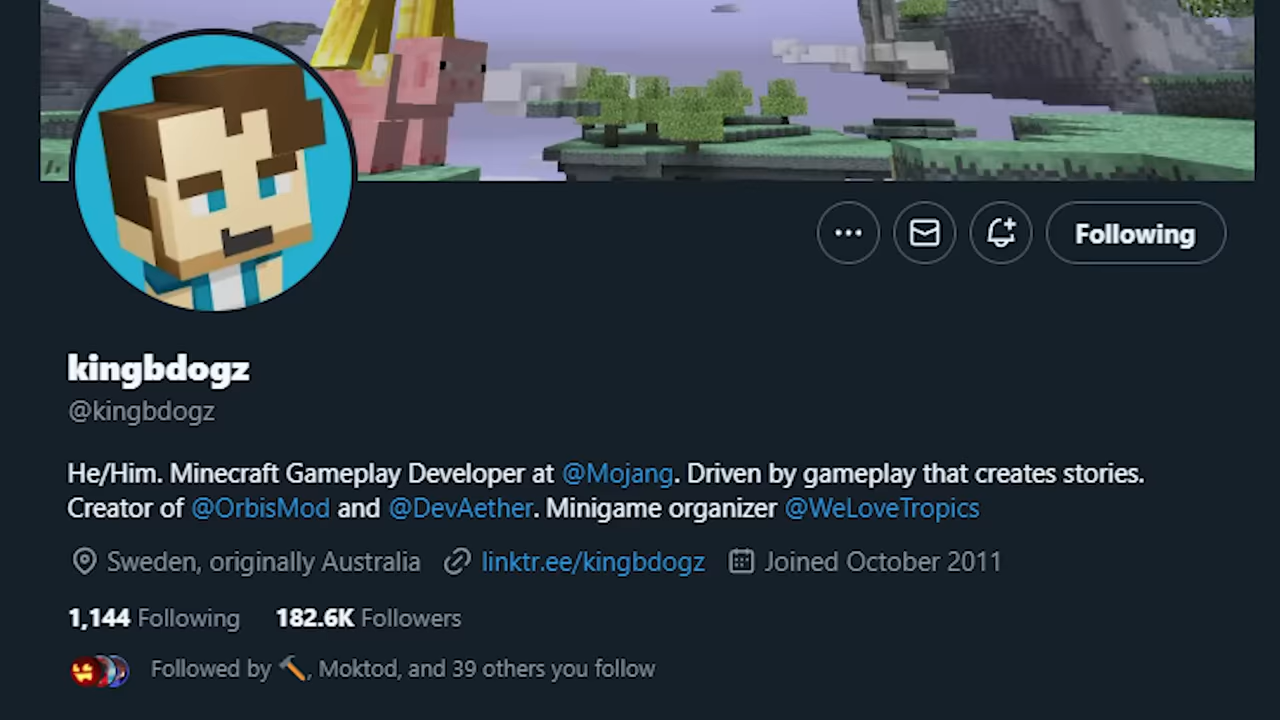 Following
kingbdogz
@kingbdogz
He/Him. Minecraft Gameplay Developer at @Mojang. Driven by gameplay that creates stories.
Creator of @OrbisMod and @DevAether. Minigame organizer @WeLoveTropics
Sweden, originally Australia linktr.ee/kingbdogz Joined October 2011
1,144 Following 182.6K Followers
Followed by 🔨, Moktod, and 39 others you follow